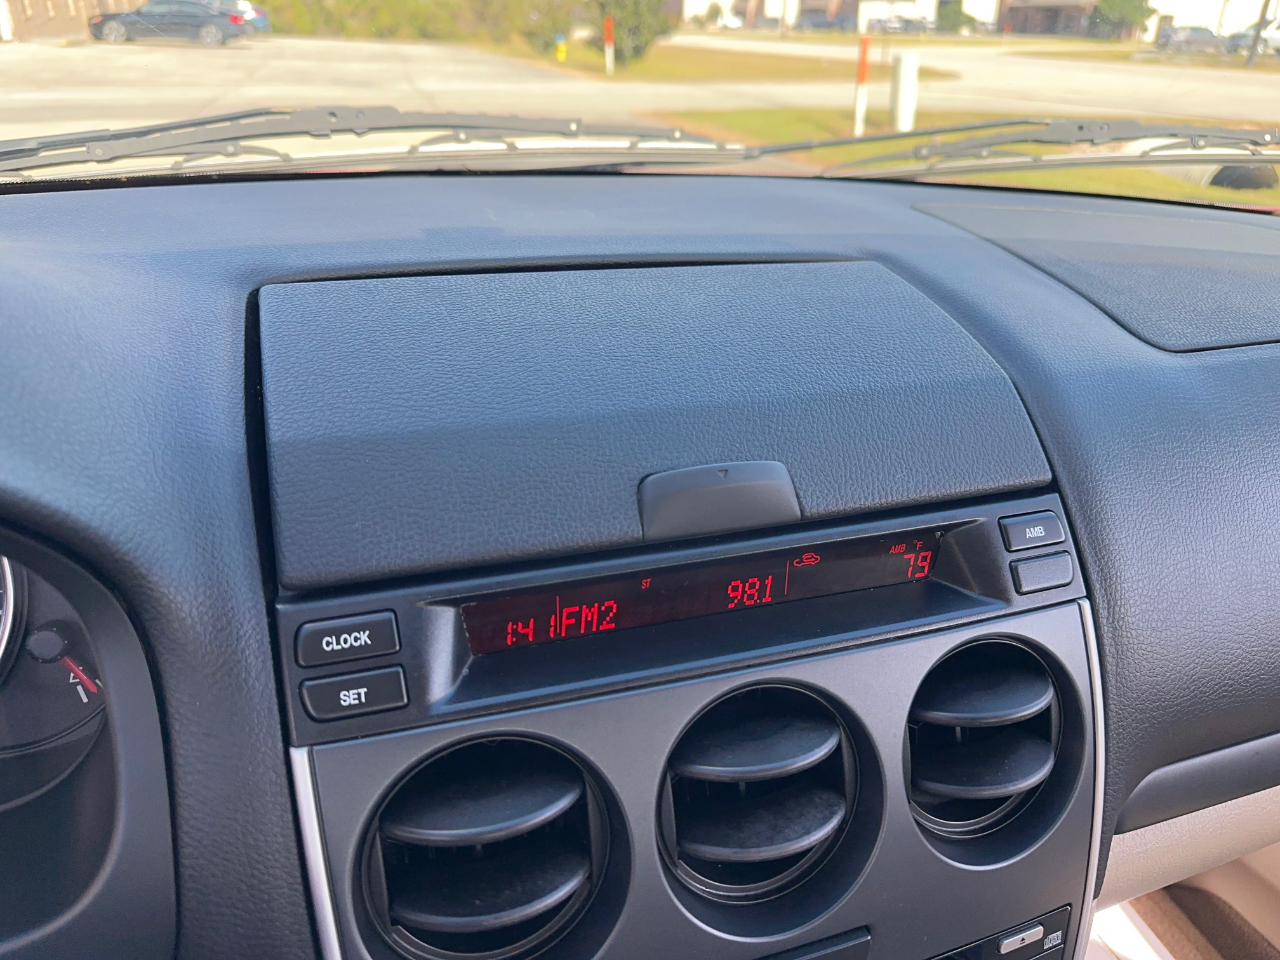 AMB
ST
AMB °F
1:41 FM2 98.1 79
CLOCK
SET